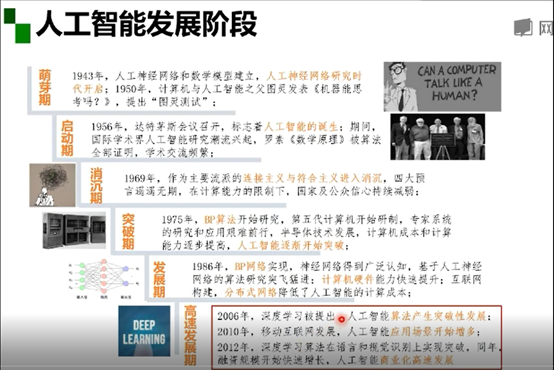 人工智能发展阶段
网
萌芽期
1943年，人工神经网络和数学模型建立，人工神经网络研究时
代开启；1950年，计算机与人工智能之父图灵发表《机器能思
考吗？》，提出“图灵测试”；
CAN A COMPUTER
TALK LIKE A
HUMAN?
启动期
1956年，达特茅斯会议召开，标志着人工智能的诞生；期间，
国际学术界人工智能研究潮流兴起，罗素《数学原理》被算法
全部证明，学术交流频繁；
消沉期
1969年，作为主要流派的连接主义与符合主义进入消沉，四大预
言遥遥无期，在计算能力的限制下，国家及公众信心持续减弱；
突破期
1975年，BP算法开始研究，第五代计算机开始研制，专家系统
的研究和应用艰难前行，半导体技术发展，计算机成本和计算
能力逐步提高，人工智能逐渐开始突破；
发展期
1986年，BP网络实现，神经网络得到广泛认知，基于人工神经
网络的算法研究突飞猛进；计算机硬件能力快速提升；互联网
构建，分布式网络降低了人工智能的计算成本；
高速发展期
DEEP
LEARNING
2006年，深度学习被提出，人工智能算法产生突破性发展；
2010年，移动互联网发展，人工智能应用场景开始增多；
2012年，深度学习算法在语言和视觉识别上实现突破，同年，
融资规模开始快速增长，人工智能商业化高速发展